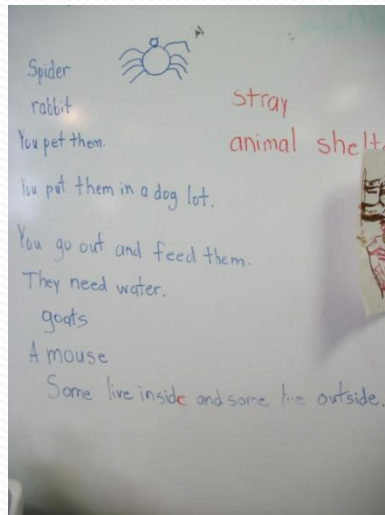 Spider
rabbit
You pet them.
You put them in a dog lot.
You go out and feed them.
They need water.
goats
A mouse
Some live inside and some live outside.
stray
animal shelt